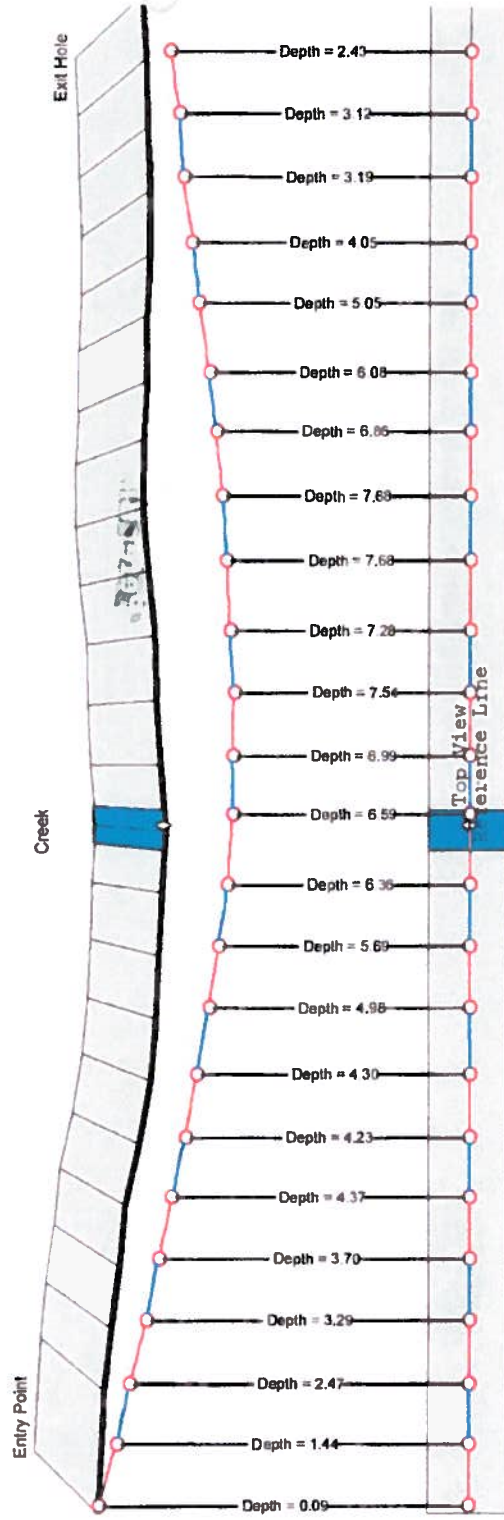 Exit Hole
Depth = 2.43
Depth = 3.12
Depth = 3.19
Depth = 4.05
Depth = 5.05
Depth = 6.08
Depth = 6.86
Depth = 7.68
Depth = 7.68
Depth = 7.28
Depth = 7.54
Depth = 6.99
Creek
Top View
Reference Line
Depth = 6.59
Depth = 6.36
Depth = 5.69
Depth = 4.98
Depth = 4.30
Depth = 4.23
Depth = 4.37
Depth = 3.70
Depth = 3.29
Depth = 2.47
Entry Point
Depth = 1.44
Depth = 0.09